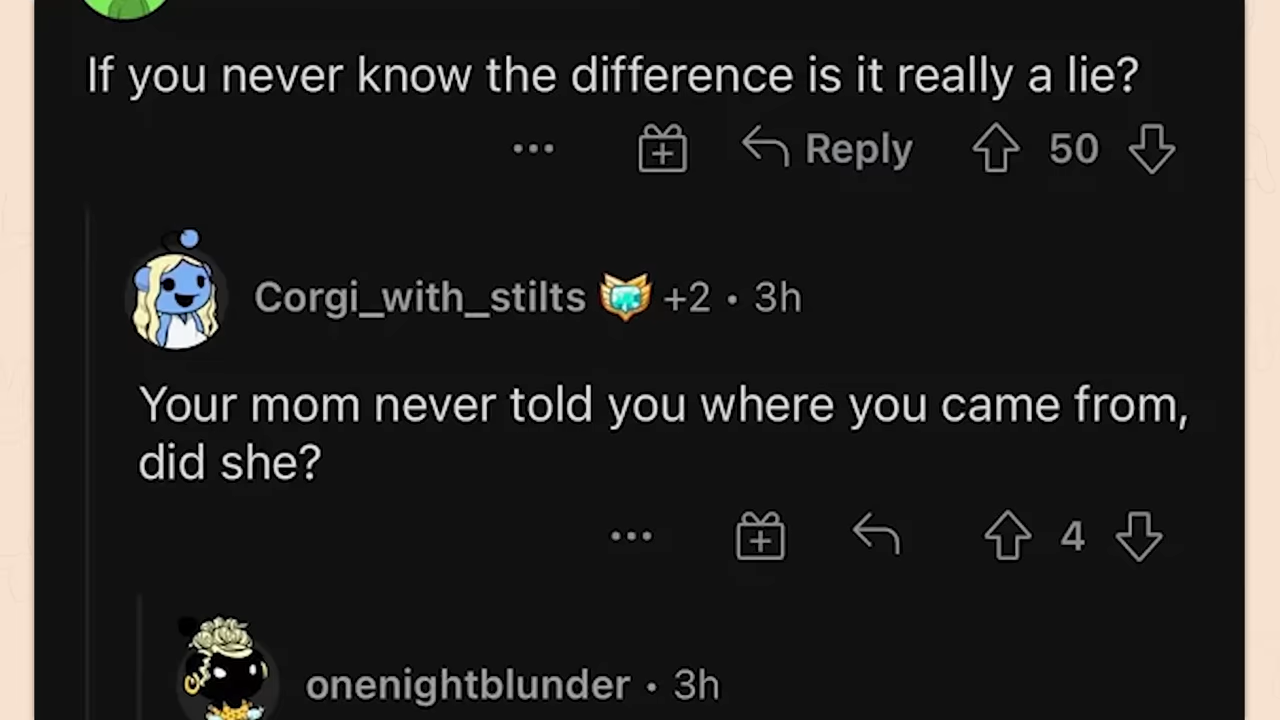 If you never know the difference is it really a lie?
Reply 50
Corgi_with_stilts +2 • 3h
Your mom never told you where you came from,
did she?
4
onenightblunder • 3h